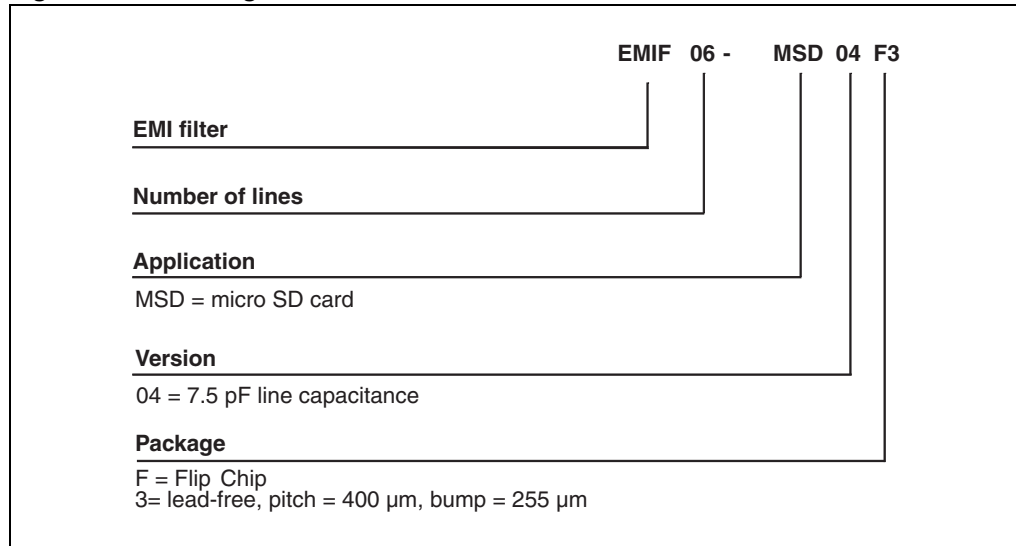 EMIF 06 - MSD 04 F3
EMI filter
Number of lines
Application
MSD = micro SD card
Version
04 = 7.5 pF line capacitance
Package
F = Flip Chip
3= lead-free, pitch = 400 µm, bump = 255 µm